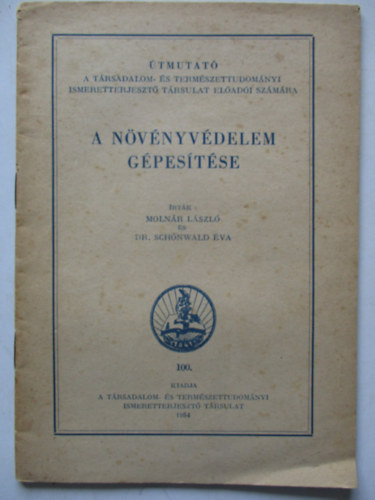 ÚTMUTATÓ
A TÁRSADALOM- ÉS TERMÉSZETTUDOMÁNYI
ISMERETTERJESZTŐ TÁRSULAT ELŐADÓI SZÁMÁRA
A NÖVÉNYVÉDELEM
GÉPESÍTÉSE
ÍRTÁK:
MOLNÁR LÁSZLÓ
ÉS
DR. SCHÖNWALD ÉVA
100.
KIADJA
A TÁRSADALOM- ÉS TERMÉSZETTUDOMÁNYI
ISMERETTERJESZTŐ TÁRSULAT
1954